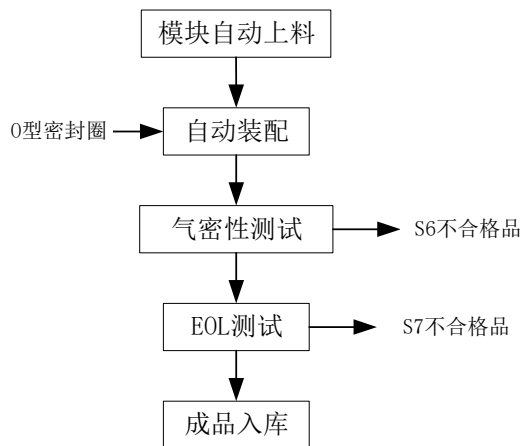 模块自动上料
O型密封圈
自动装配
气密性测试
S6不合格品
EOL测试
S7不合格品
成品入库